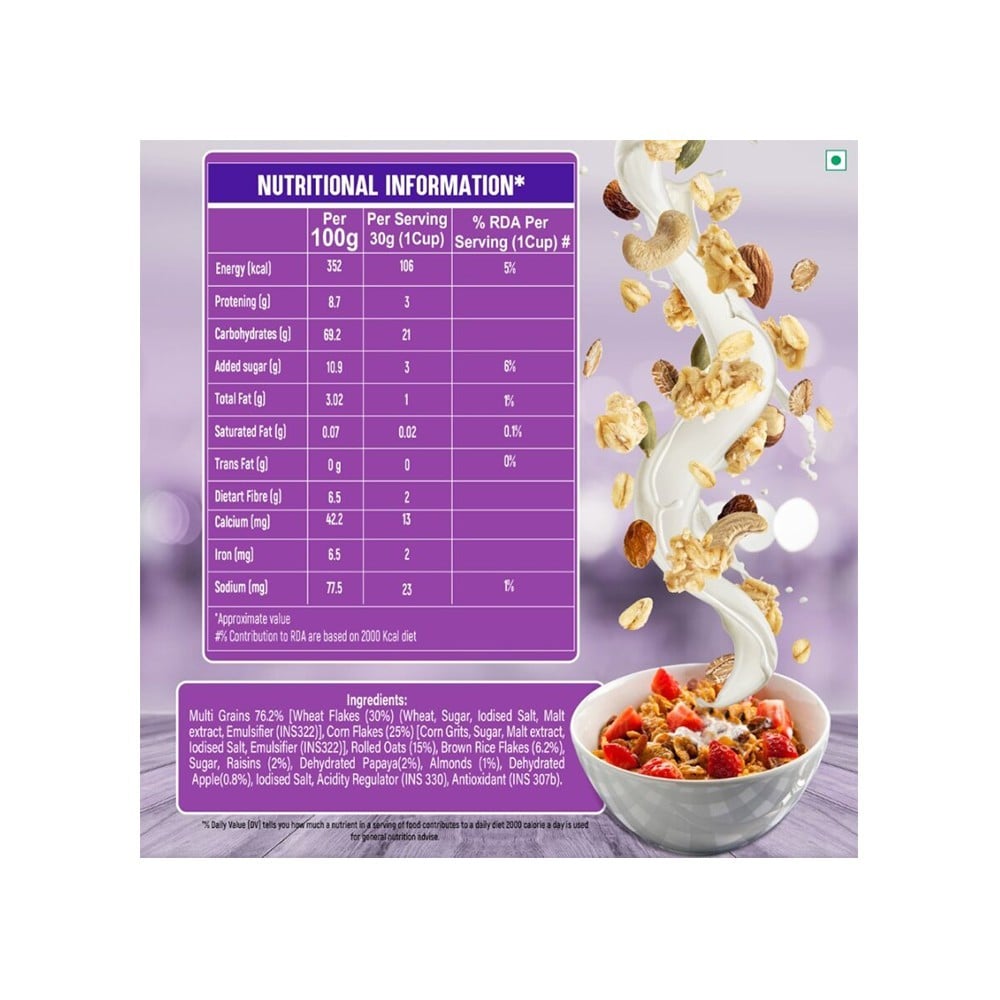 NUTRITIONAL INFORMATION*
Per 100g Per Serving 30g (1Cup) % RDA Per Serving (1Cup) #
Energy (kcal) 352 106 5%
Protening (g) 8.7 3
Carbohydrates (g) 69.2 21
Added sugar (g) 10.9 3 6%
Total Fat (g) 3.02 1 1%
Saturated Fat (g) 0.07 0.02 0.1%
Trans Fat (g) 0 g 0 0%
Dietart Fibre (g) 6.5 2
Calcium (mg) 42.2 13
Iron (mg) 6.5 2
Sodium (mg) 77.5 23 1%
*Approximate value
#% Contribution to RDA are based on 2000 Kcal diet
Ingredients:
Multi Grains 76.2% [Wheat Flakes (30%) (Wheat, Sugar, Iodised Salt, Malt
extract, Emulsifier (INS322)], Corn Flakes (25%) [Corn Grits, Sugar, Malt extract,
Iodised Salt, Emulsifier (INS322)], Rolled Oats (15%), Brown Rice Flakes (6.2%),
Sugar, Raisins (2%), Dehydrated Papaya(2%), Almonds (1%), Dehydrated
Apple(0.8%), Iodised Salt, Acidity Regulator (INS 330), Antioxidant (INS 307b).
"% Daily Value (DV) tells you how much a nutrient in a serving of food contributes to a daily diet 2000 calorie a day is used
for general nutrition advise.